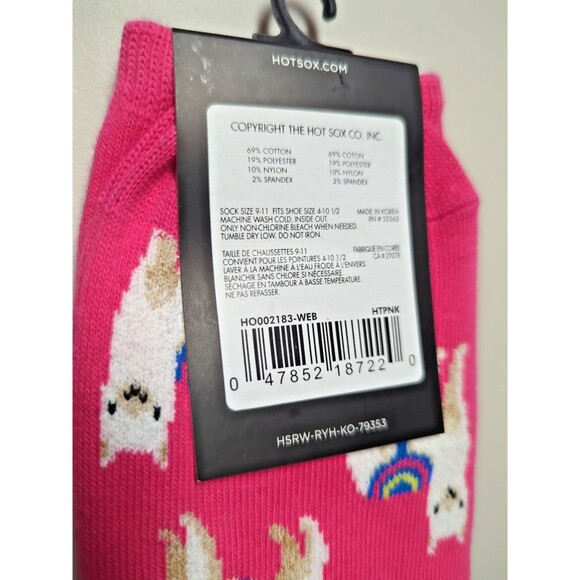 HOTSOX.COM
COPYRIGHT THE HOT SOX CO. INC.
69% COTTON 69% COTON
19% POLYESTER 19% POLYESTER
10% NYLON 10% NYLON
2% SPANDEX 2% SPANDEX
SOCK SIZE 9-11 FITS SHOE SIZE 4-10 1/2 MADE IN KOREA
MACHINE WASH COLD, INSIDE OUT. RN # 55365
ONLY NON-CHLORINE BLEACH WHEN NEEDED.
TUMBLE DRY LOW. DO NOT IRON.
TAILLE DE CHAUSSETTES 9-11 FABRIQUÉ EN CORÉE
CONVIENT POUR LES POINTURES 4-10 1/2 CA # 29278
LAVER À LA MACHINE À L'EAU FROIDE À L'ENVERS.
BLANCHIR SANS CHLORE SI NÉCESSAIRE
SÉCHAGE EN TAMBOUR À BASSE TEMPÉRATURE.
NE PAS REPASSER.
HO002183-WEB HTPNK
0 47852 18722 0
HSRW-RYH-KO-79353